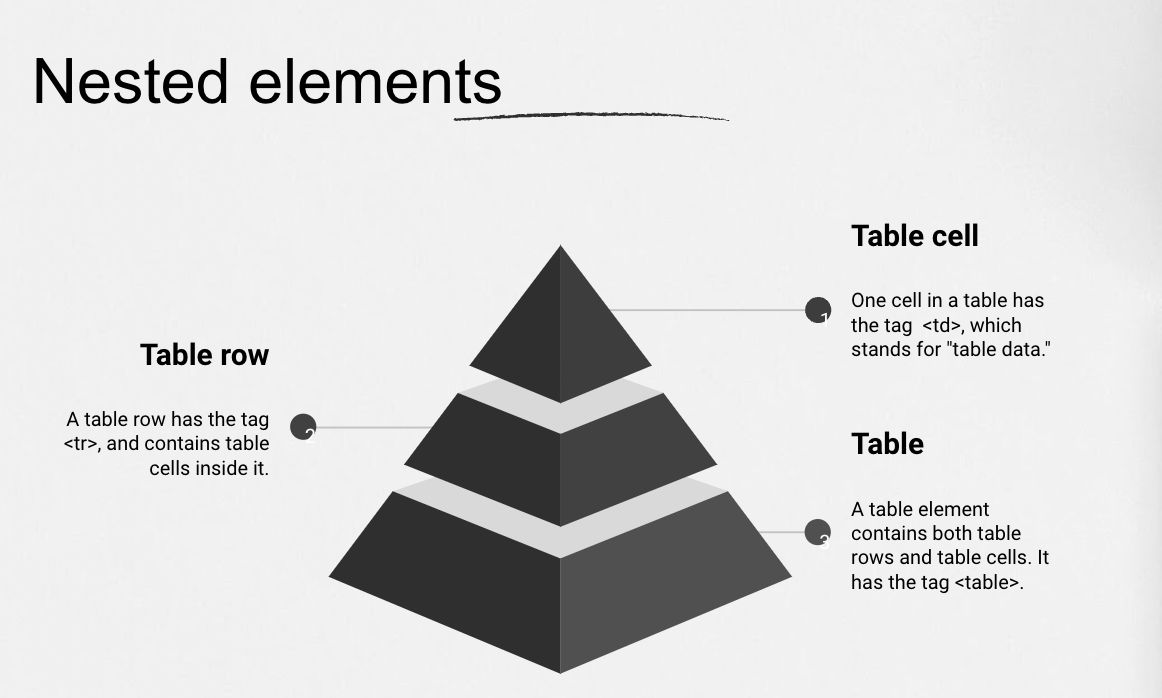 Nested elements
Table cell
One cell in a table has
the tag  <td>, which
stands for "table data."
1
Table row
A table row has the tag
<tr>, and contains table
cells inside it.
2
Table
A table element
contains both table
rows and table cells. It
has the tag <table>.
3